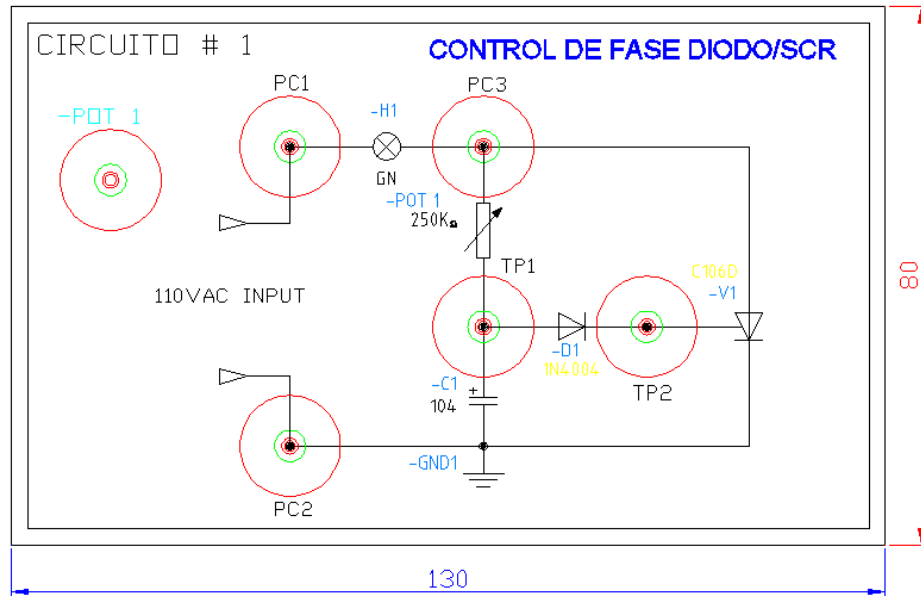 CIRCUITO # 1
CONTROL DE FASE DIODO/SCR
PC1
PC3
-H1
-POT 1
GN
-POT 1
250KΩ
TP1
C106D
-V1
110VAC INPUT
80
-D1
1N4004
-C1
+
104
TP2
-GND1
PC2
130